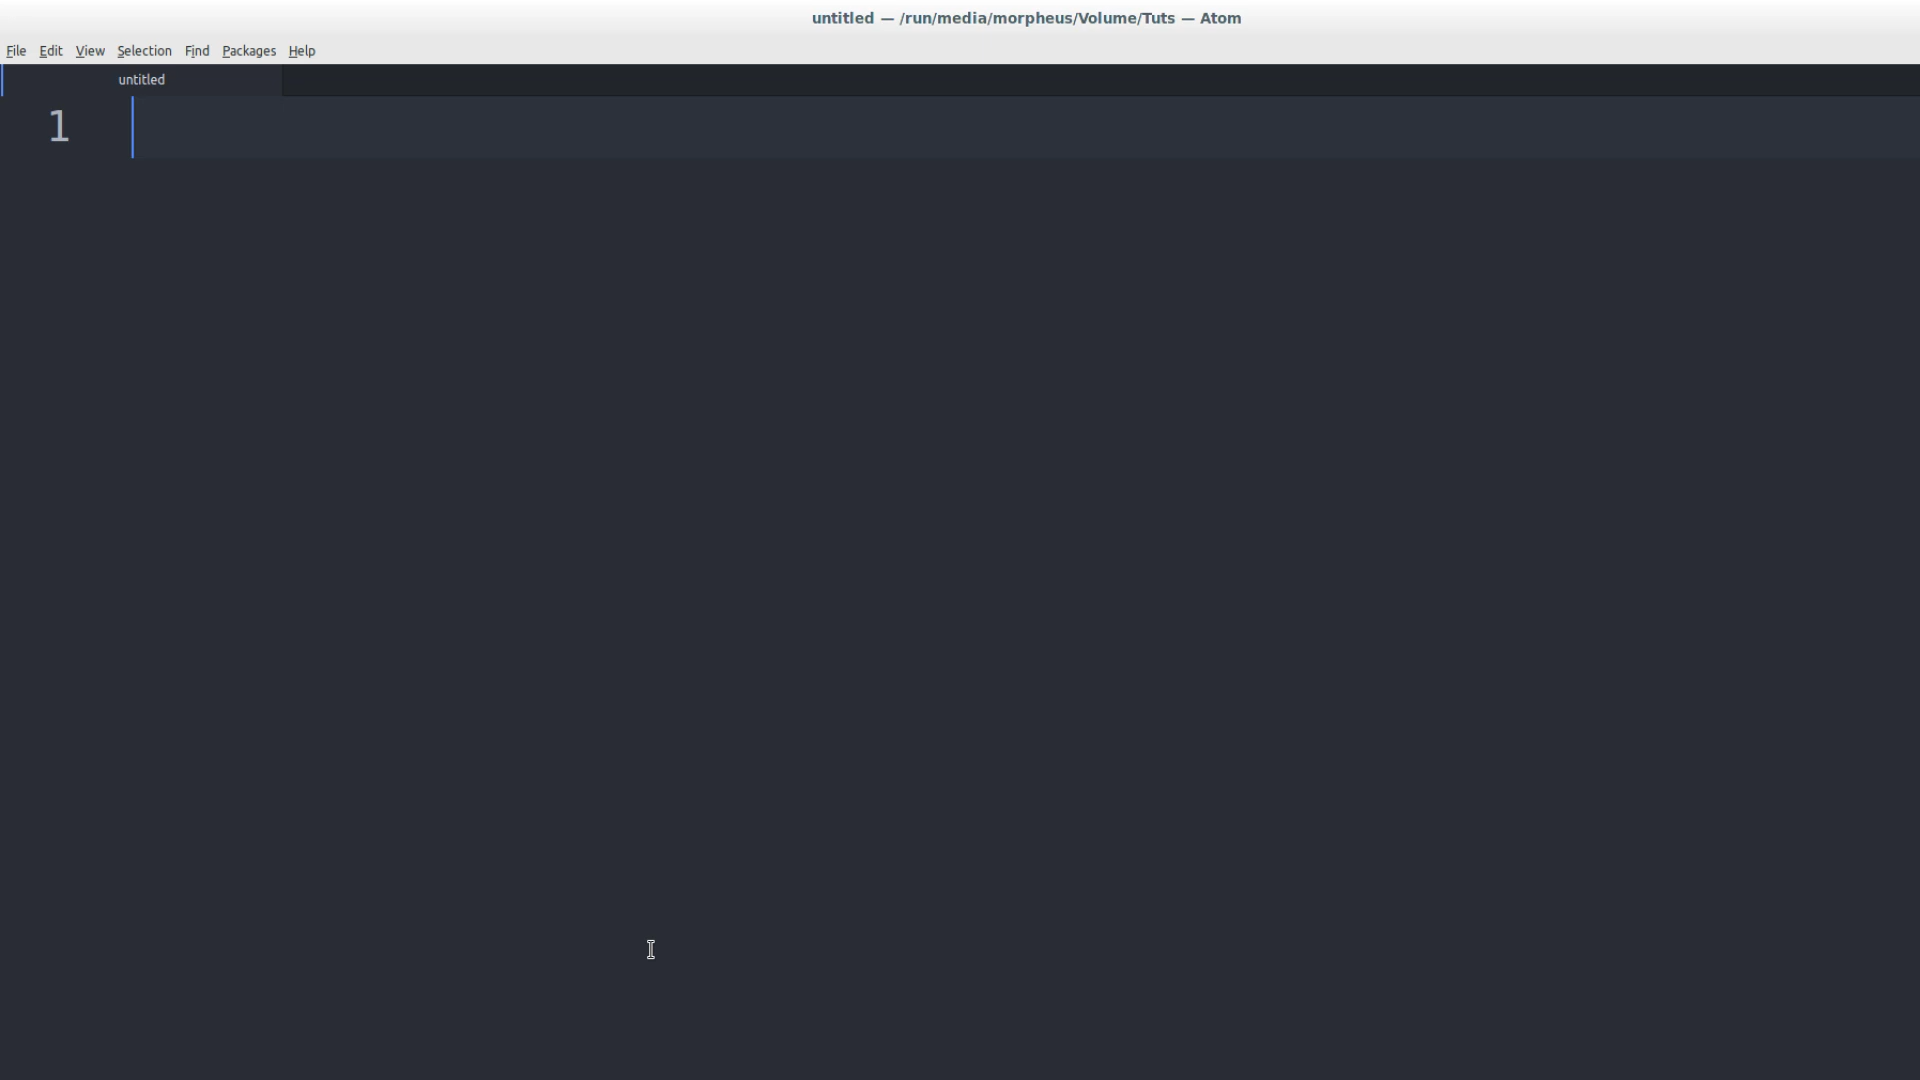 untitled — /run/media/morpheus/Volume/Tuts — Atom
File Edit View Selection Find Packages Help
untitled
1